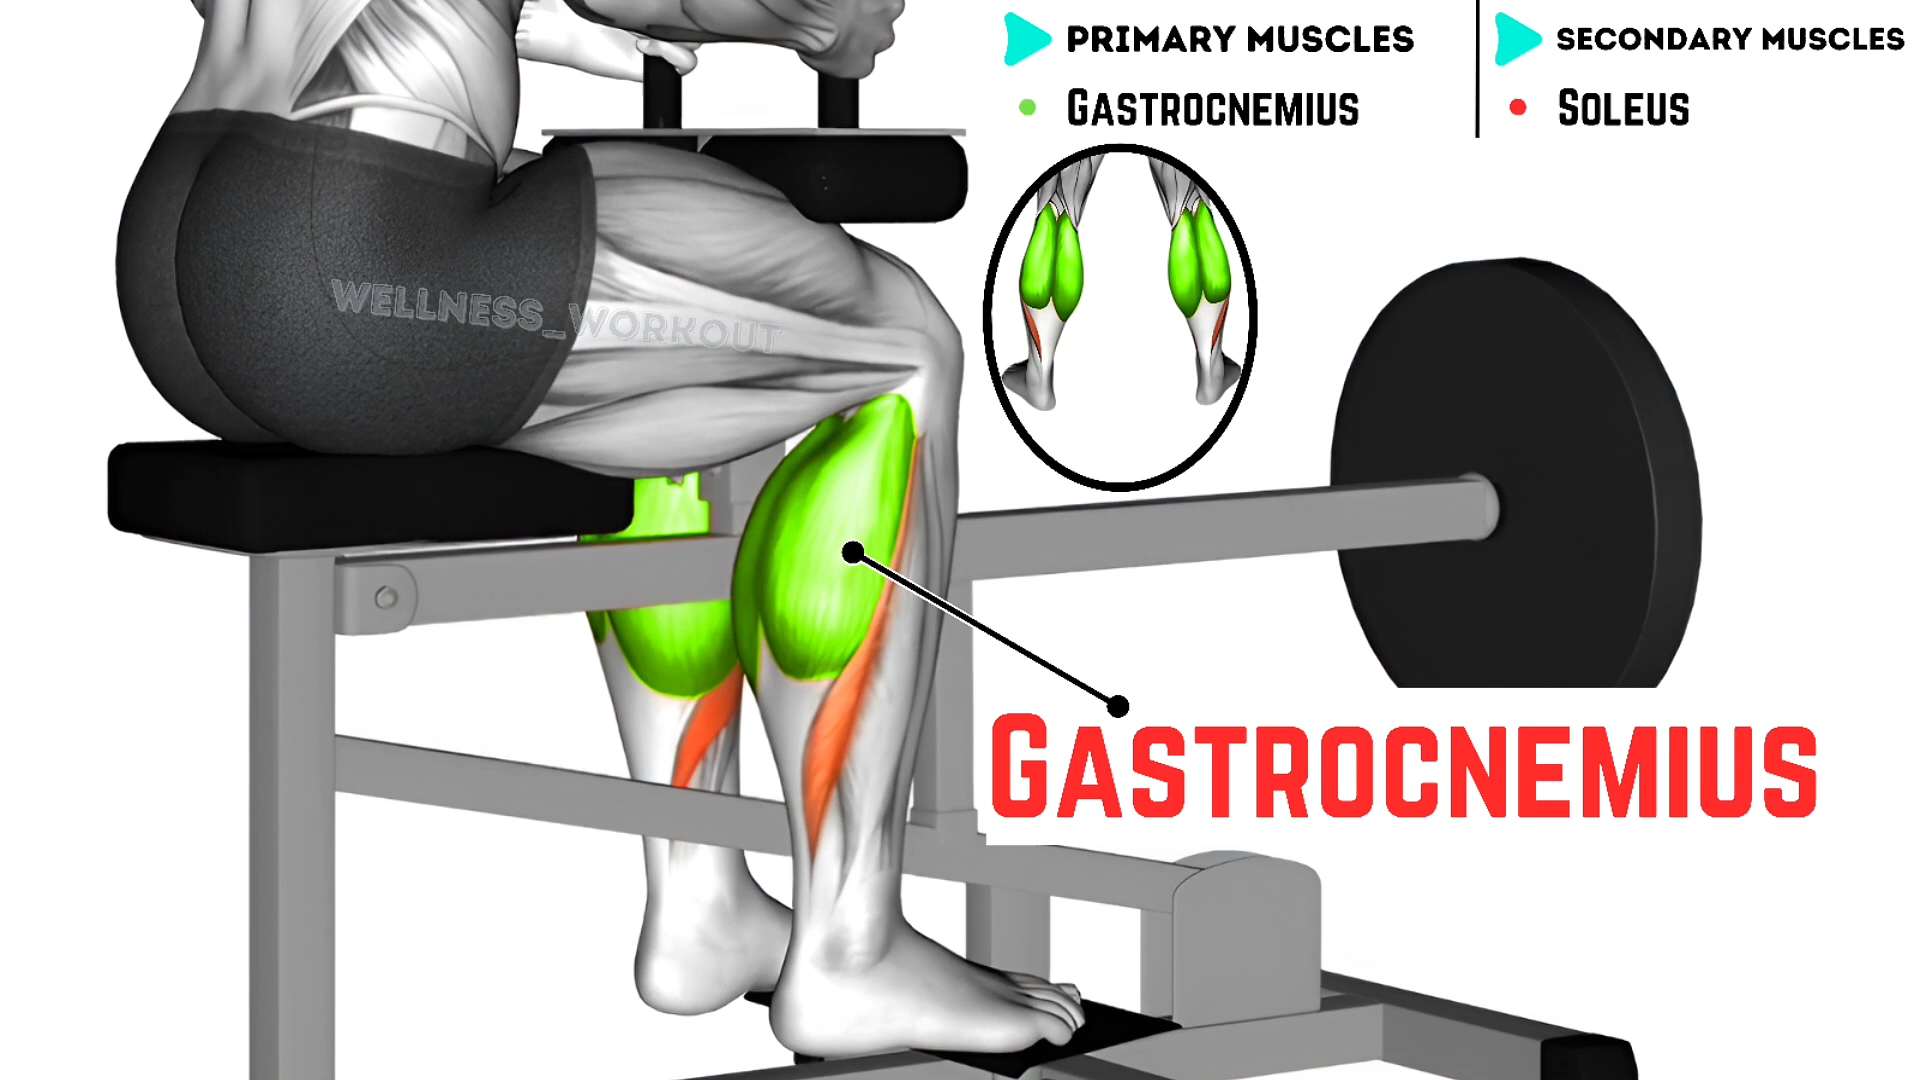 PRIMARY MUSCLES
GASTROCNEMIUS
SECONDARY MUSCLES
SOLEUS
WELLNESS_WORKOUT
GASTROCNEMIUS